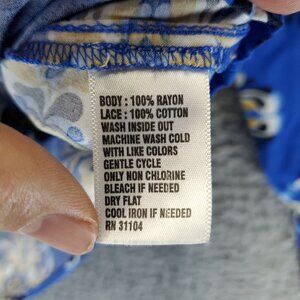 BODY : 100% RAYON
LACE : 100% COTTON
WASH INSIDE OUT
MACHINE WASH COLD
WITH LIKE COLORS
GENTLE CYCLE
ONLY NON CHLORINE
BLEACH IF NEEDED
DRY FLAT
COOL IRON IF NEEDED
RN 31104